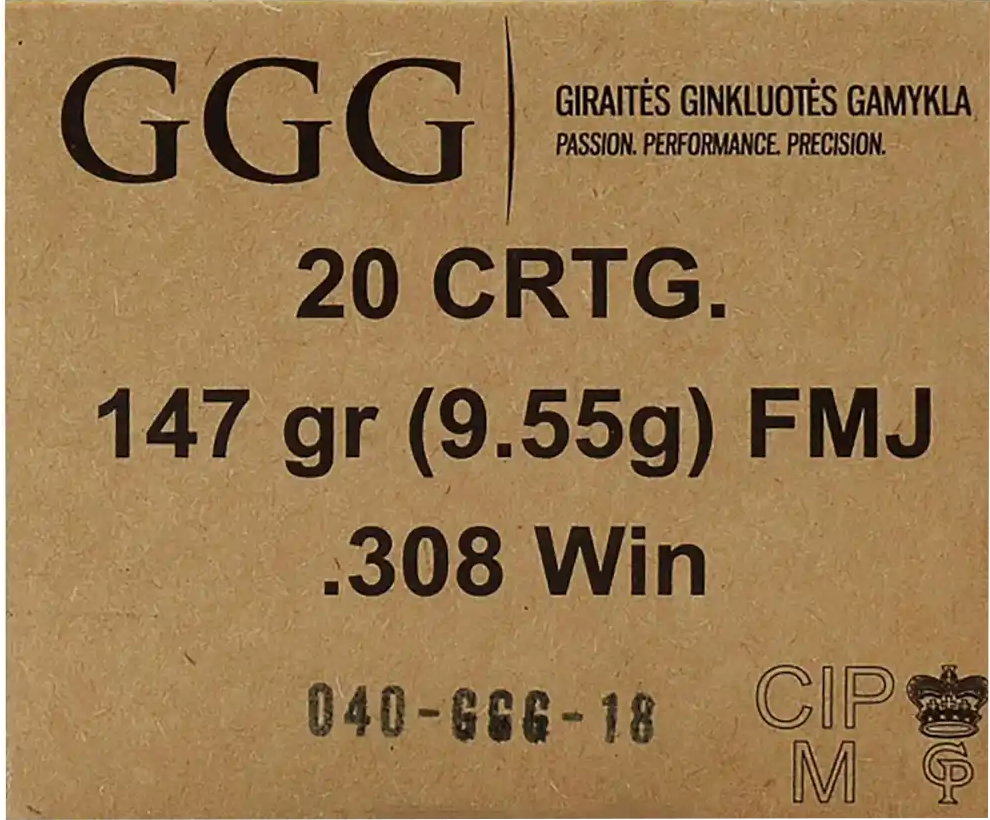 GGG
GIRAITĖS GINKLUOTĖS GAMYKLA
PASSION. PERFORMANCE. PRECISION.
20 CRTG.
147 gr (9.55g) FMJ
.308 Win
040-GGG-18
CIP
M
GP